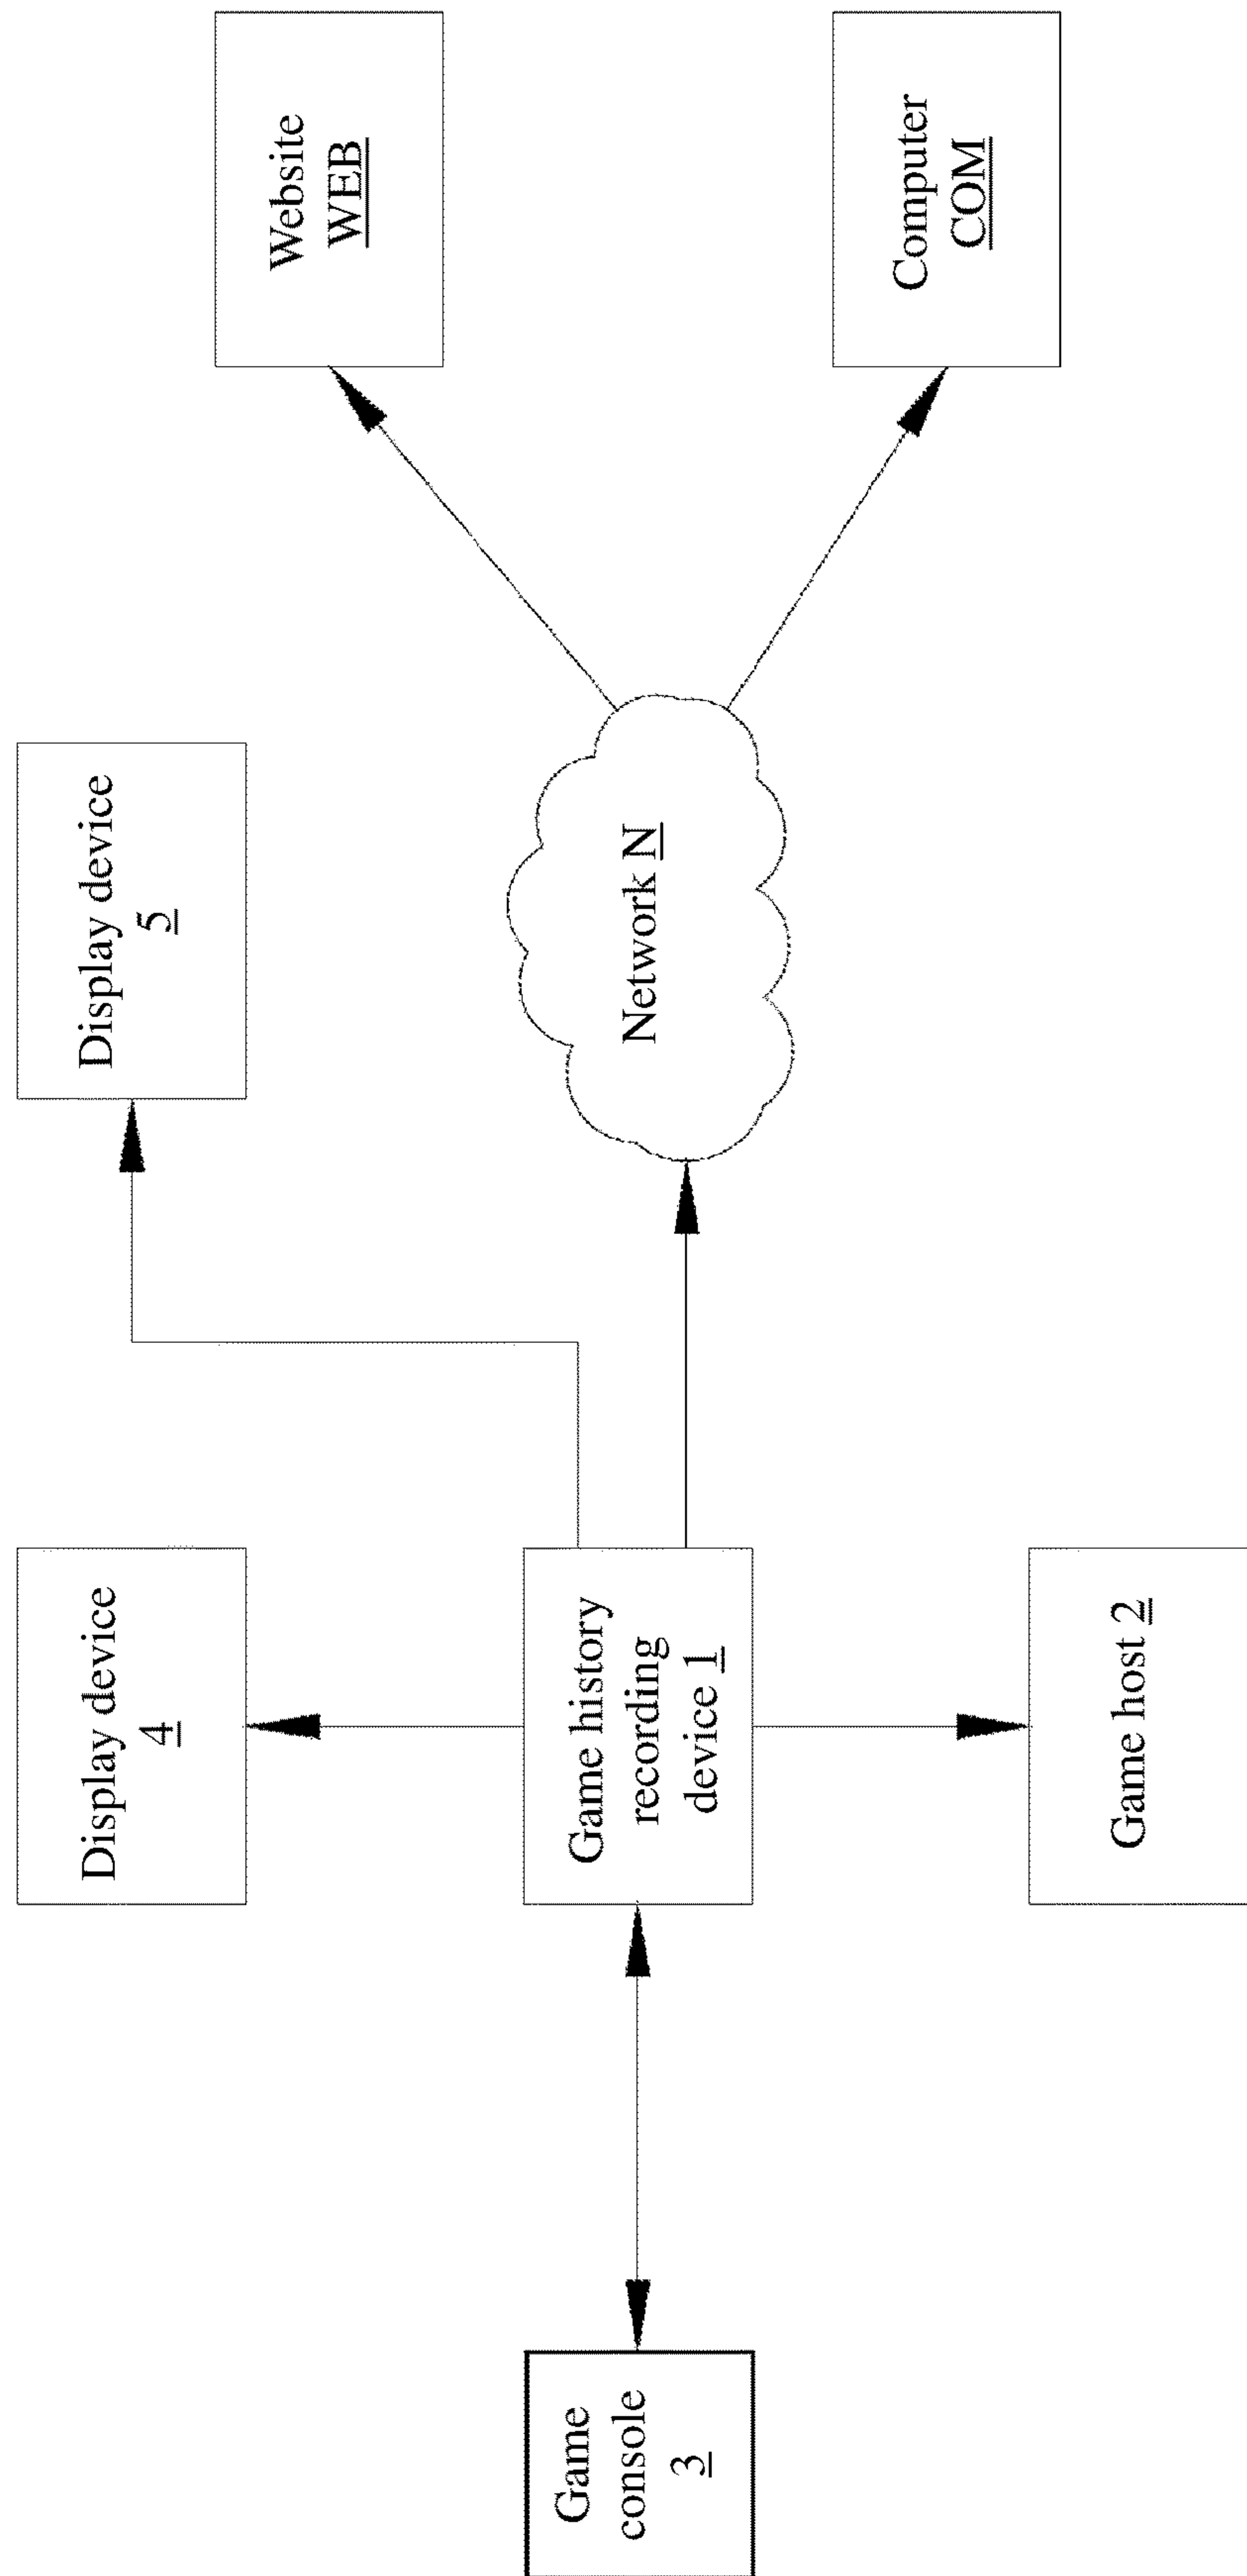 Display device
4
Display device
5
Website
WEB
Game
console
3
Game history
recording
device 1
Network N
Game host 2
Computer
COM